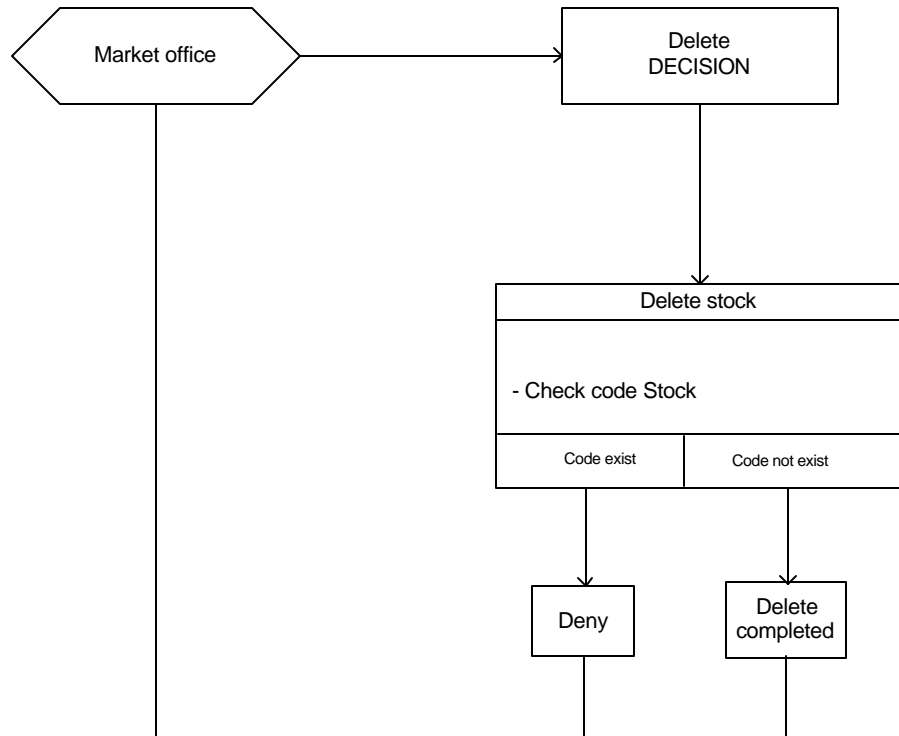 Market office
Delete
DECISION
Delete stock
- Check code Stock
Code exist
Code not exist
Deny
Delete
completed